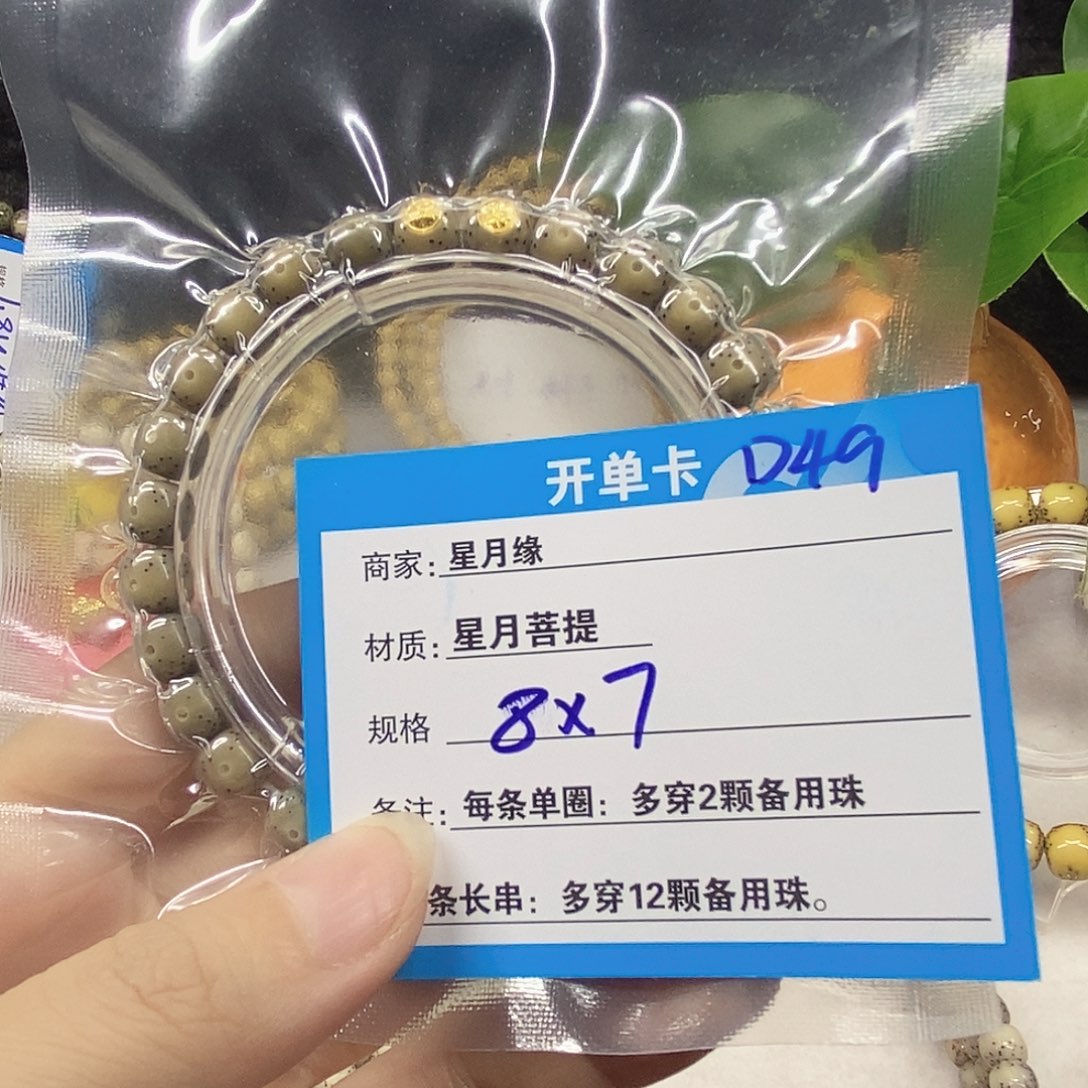 开单卡 D49
商家：星月缘
材质：星月菩提
规格 8x7
备注：每条单圈：多穿2颗备用珠
条长串：多穿12颗备用珠。